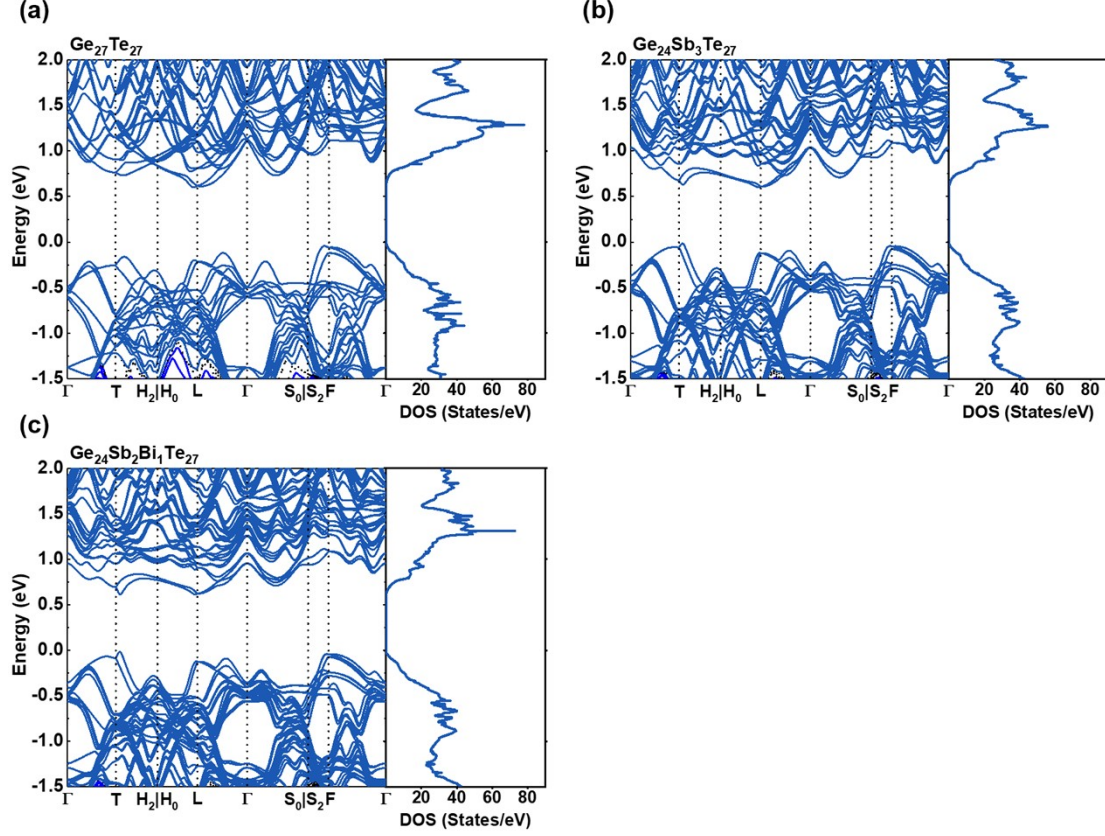 (a)
Ge₂₇Te₂₇
2.0
1.5
1.0
0.5
0.0
-0.5
-1.0
-1.5
Energy (eV)
Γ T H₂|H₀ L Γ S₀|S₂ F Γ
20 40 60 80
DOS (States/eV)
(b)
Ge₂₄Sb₃Te₂₇
2.0
1.5
1.0
0.5
0.0
-0.5
-1.0
-1.5
Energy (eV)
Γ T H₂|H₀ L Γ S₀|S₂ F Γ
20 40 60 80
DOS (States/eV)
(c)
Ge₂₄Sb₂Bi₁Te₂₇
2.0
1.5
1.0
0.5
0.0
-0.5
-1.0
-1.5
Energy (eV)
Γ T H₂|H₀ L Γ S₀|S₂ F Γ
20 40 60 80
DOS (States/eV)